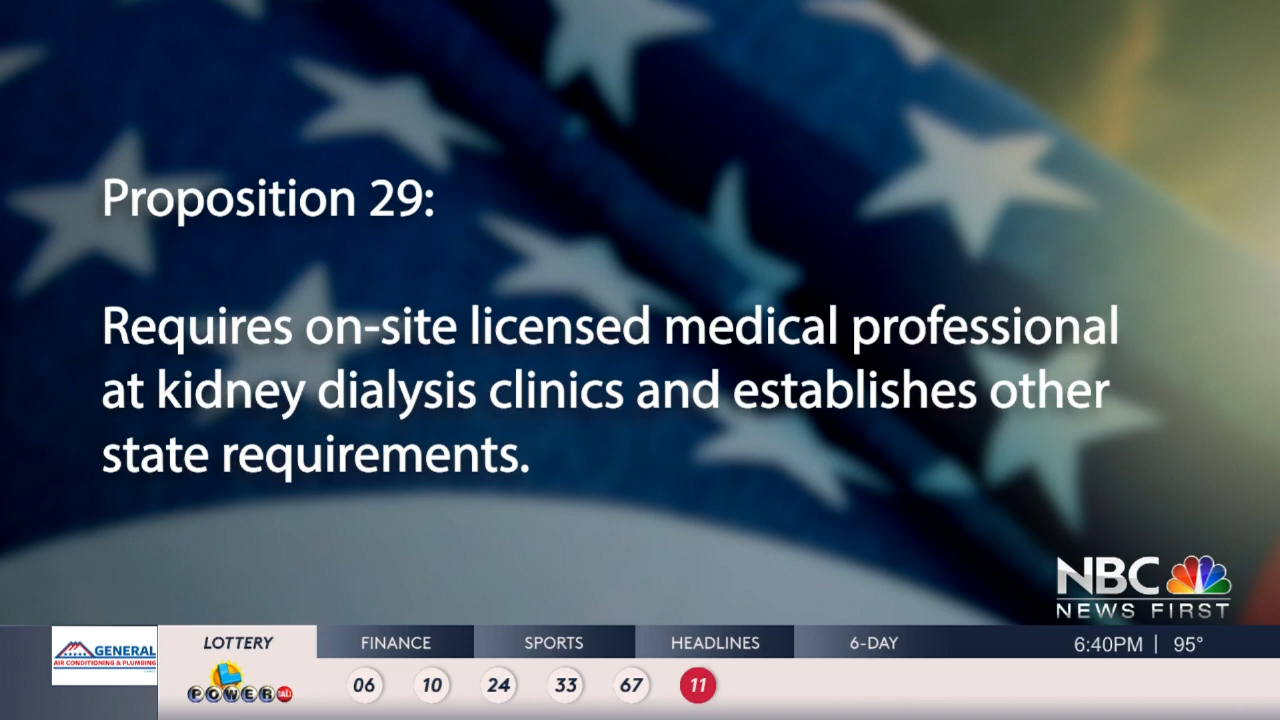 Proposition 29:
Requires on-site licensed medical professional
at kidney dialysis clinics and establishes other
state requirements.
NBC
NEWS FIRST
LOTTERY FINANCE SPORTS HEADLINES 6-DAY 6:40PM | 95°
GENERAL
AIR CONDITIONING & PLUMBING
POWERBALL 06 10 24 33 67 11